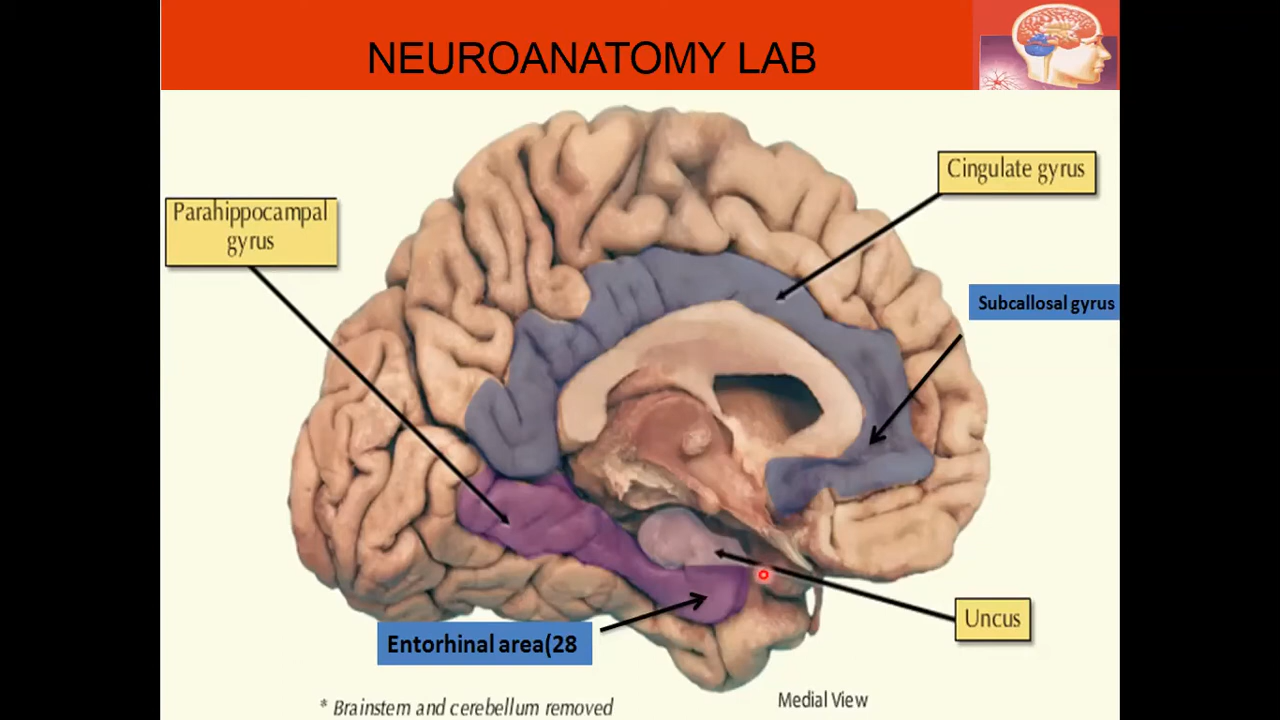 NEUROANATOMY LAB
Cingulate gyrus
Parahippocampal
gyrus
Subcallosal gyrus
Uncus
Entorhinal area(28
* Brainstem and cerebellum removed
Medial View